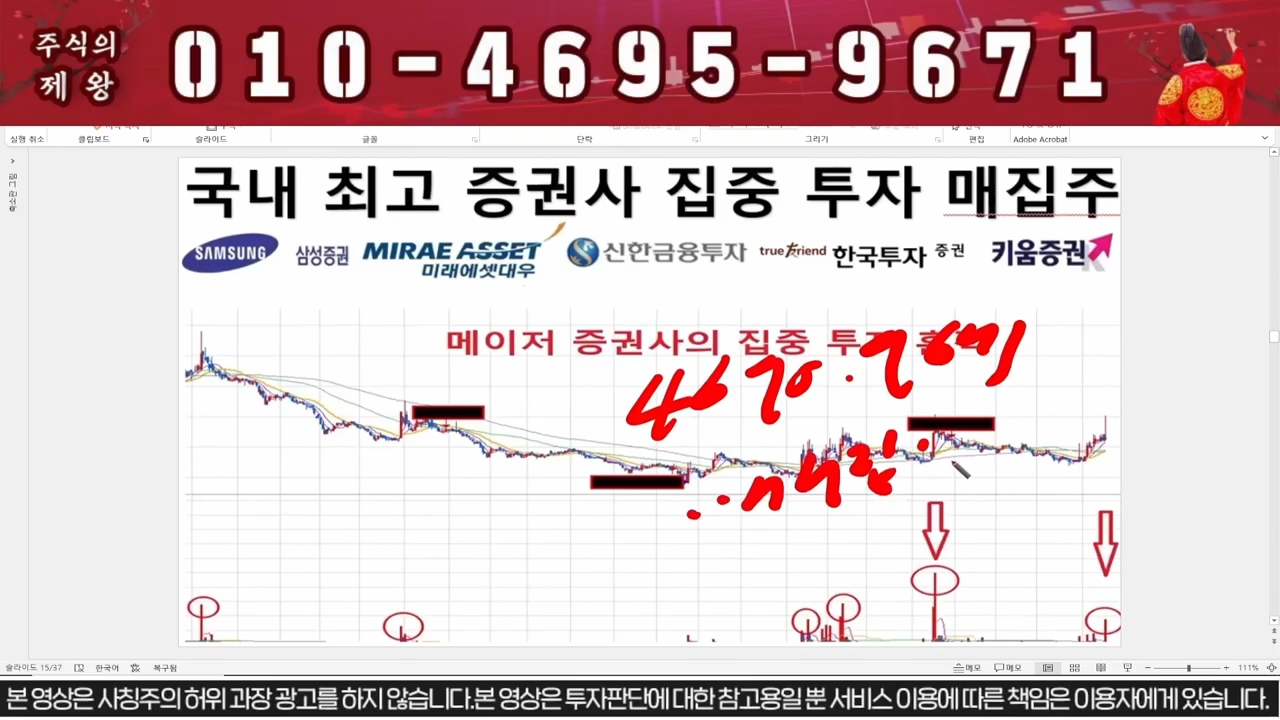 주식의
제왕
010-4695-9671
실행 취소 클립보드 슬라이드 글꼴 단락 그리기 편집 Adobe Acrobat
국내 최고 증권사 집중 투자 매집주
SAMSUNG 삼성증권 MIRAE ASSET 미래에셋대우 신한금융투자 true friend 한국투자 증권 키움증권
메이저 증권사의 집중 투자
4670
매집
슬라이드 15/37 한국어 복구됨 메모 메모 111%
본 영상은 사칭주의 허위 과장 광고를 하지 않습니다.본 영상은 투자판단에 대한 참고용일 뿐 서비스 이용에 따른 책임은 이용자에게 있습니다.